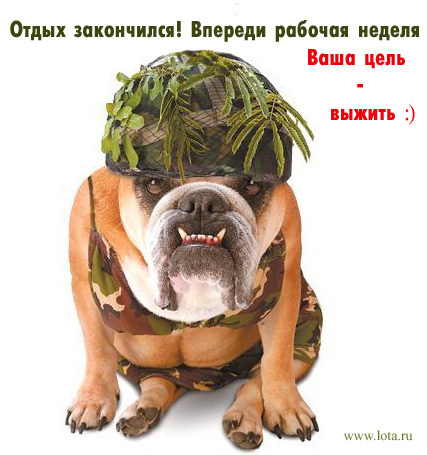 Отдых закончился! Впереди рабочая неделя
Ваша цель
-
выжить :)
www.lota.ru